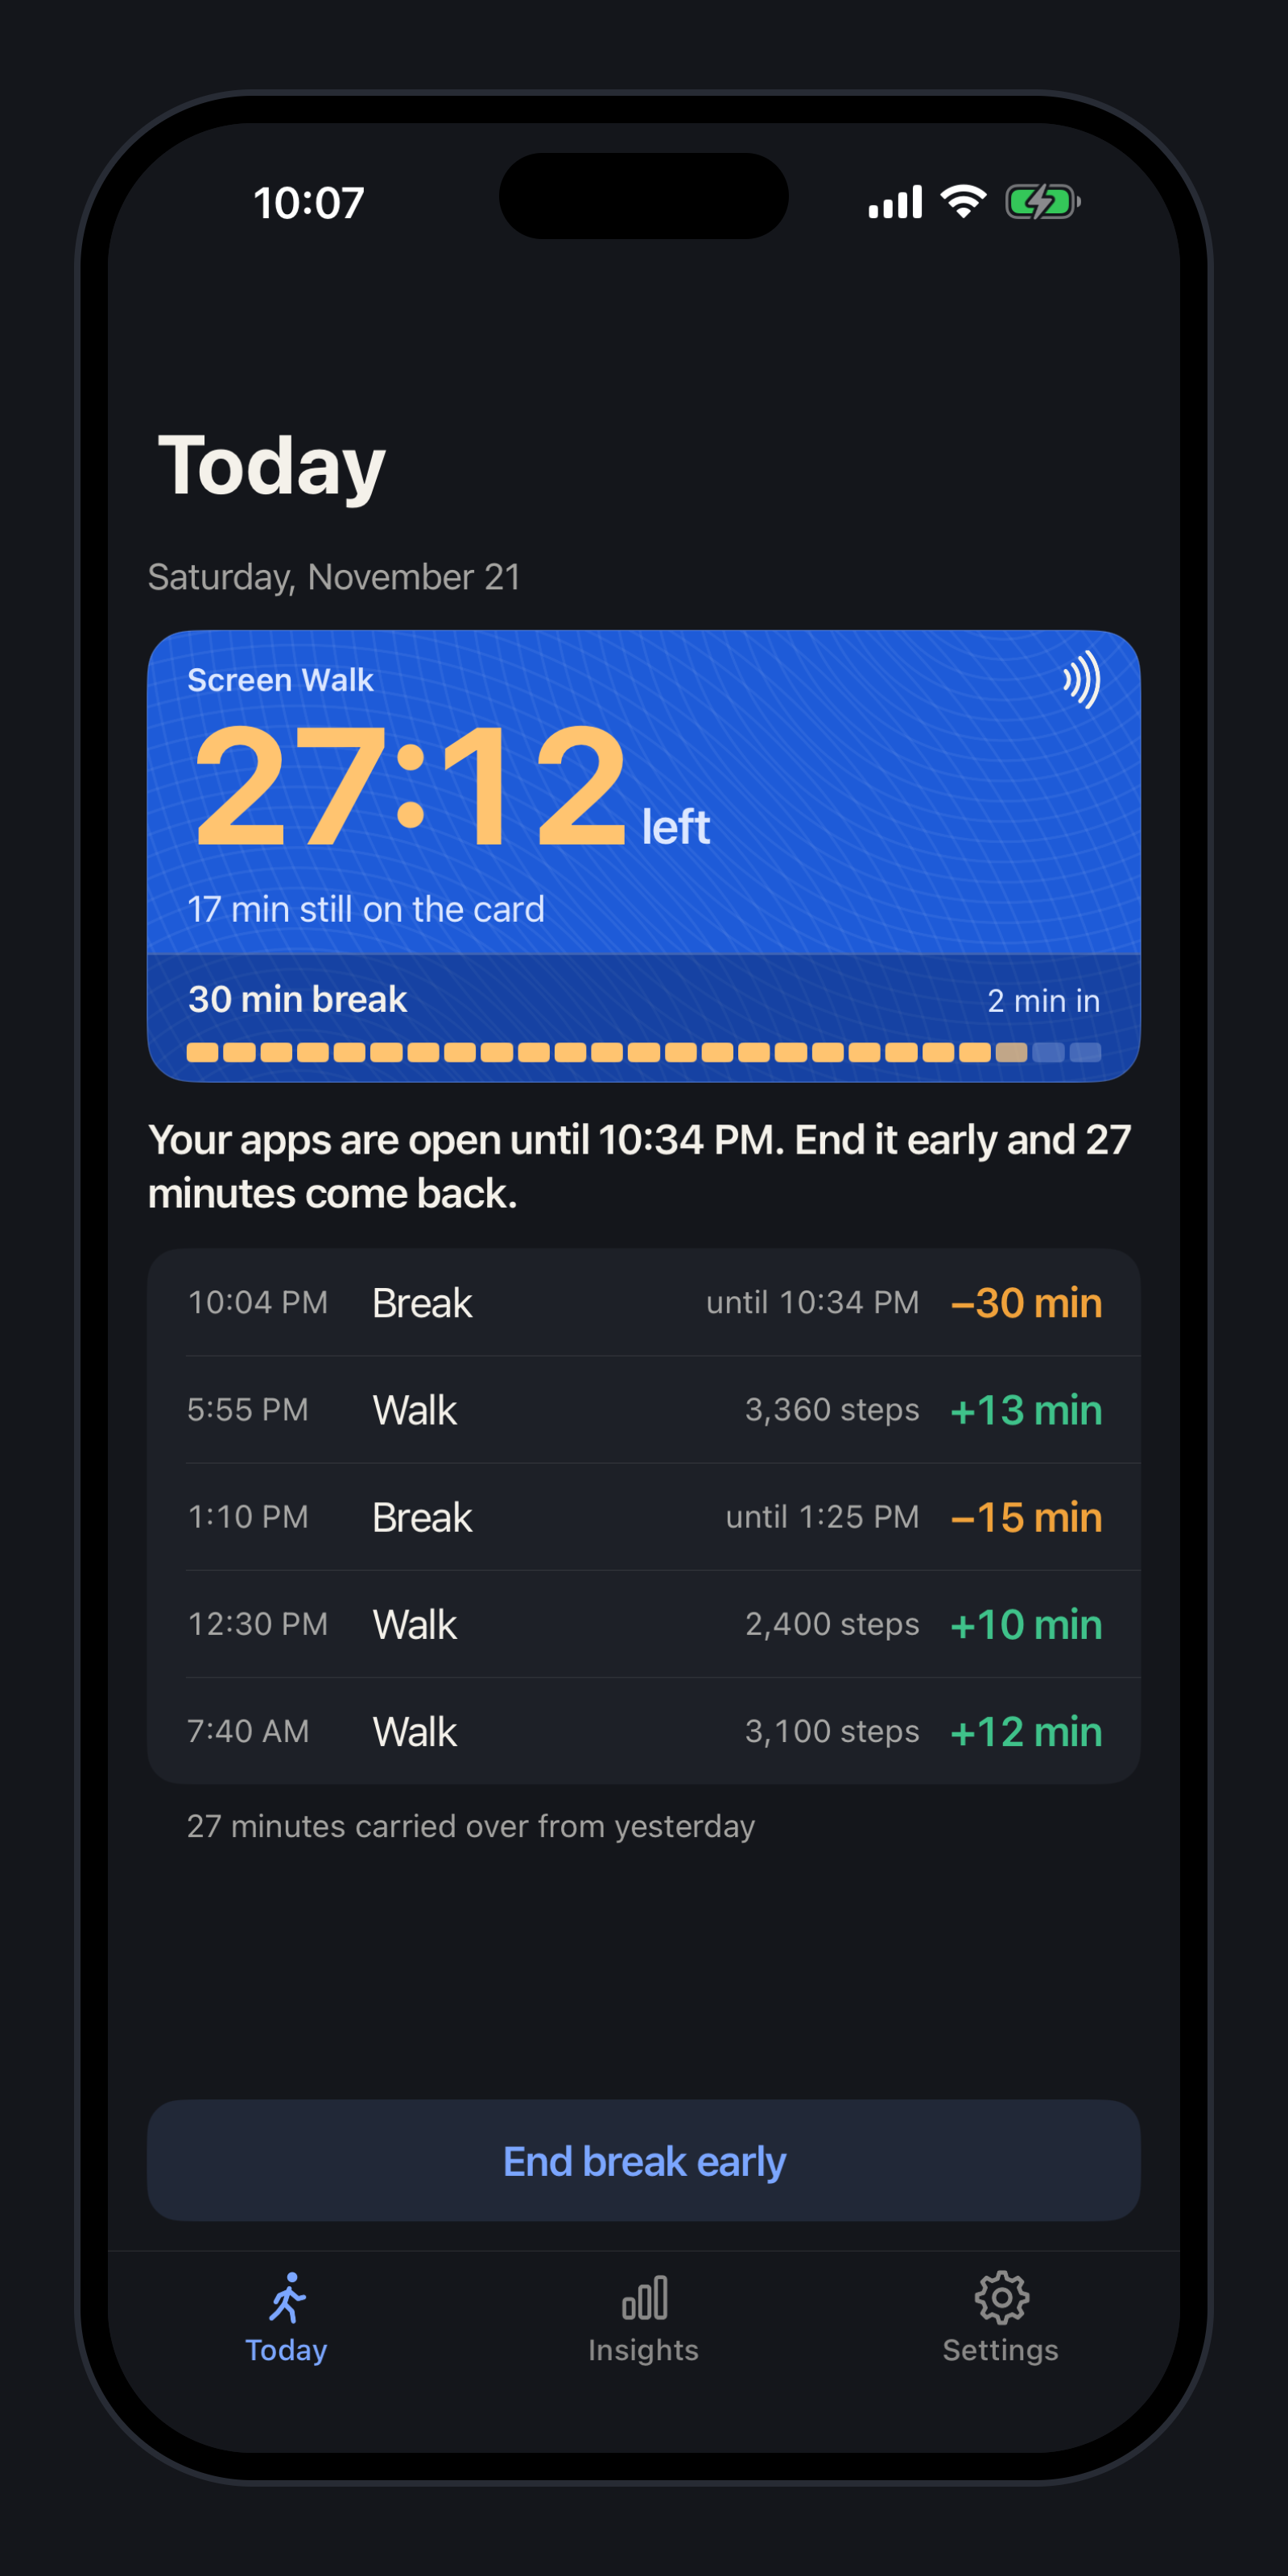 10:07
Today
Saturday, November 21
Screen Walk
27:12 left
17 min still on the card
30 min break 2 min in
Your apps are open until 10:34 PM. End it early and 27
minutes come back.
10:04 PM Break until 10:34 PM –30 min
5:55 PM Walk 3,360 steps +13 min
1:10 PM Break until 1:25 PM –15 min
12:30 PM Walk 2,400 steps +10 min
7:40 AM Walk 3,100 steps +12 min
27 minutes carried over from yesterday
End break early
Today Insights Settings